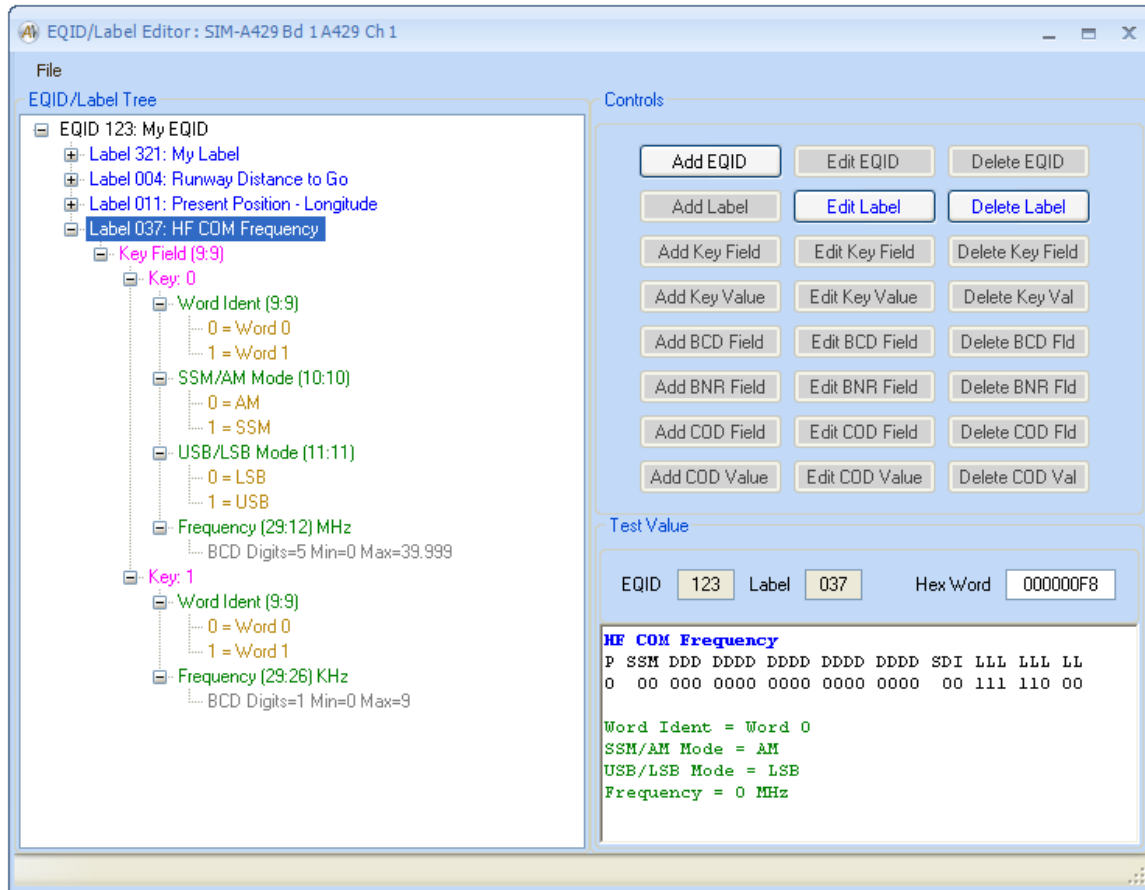 EQID/Label Editor : SIM-A429 Bd 1 A429 Ch 1
File
EQID/Label Tree
EQID 123: My EQID
Label 321: My Label
Label 004: Runway Distance to Go
Label 011: Present Position - Longitude
Label 037: HF COM Frequency
Key Field (9:9)
Key: 0
Word Ident (9:9)
0 = Word 0
1 = Word 1
SSM/AM Mode (10:10)
0 = AM
1 = SSM
USB/LSB Mode (11:11)
0 = LSB
1 = USB
Frequency (29:12) MHz
BCD Digits=5 Min=0 Max=39.999
Key: 1
Word Ident (9:9)
0 = Word 0
1 = Word 1
Frequency (29:26) KHz
BCD Digits=1 Min=0 Max=9
Controls
Add EQID Edit EQID Delete EQID
Add Label Edit Label Delete Label
Add Key Field Edit Key Field Delete Key Field
Add Key Value Edit Key Value Delete Key Val
Add BCD Field Edit BCD Field Delete BCD Fld
Add BNR Field Edit BNR Field Delete BNR Fld
Add COD Field Edit COD Field Delete COD Fld
Add COD Value Edit COD Value Delete COD Val
Test Value
EQID 123 Label 037 Hex Word 000000F8
HF COM Frequency
P SSM DDD DDDD DDDD DDDD DDDD SDI LLL LLL LL
0 00 000 0000 0000 0000 0000 00 111 110 00
Word Ident = Word 0
SSM/AM Mode = AM
USB/LSB Mode = LSB
Frequency = 0 MHz